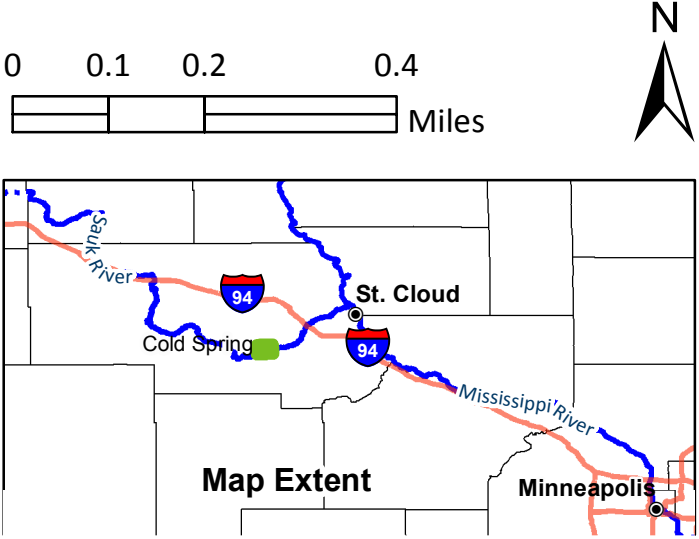 N
0 0.1 0.2 0.4
Miles
Sauk River
94
St. Cloud
94
Cold Spring
Mississippi River
Map Extent
Minneapolis